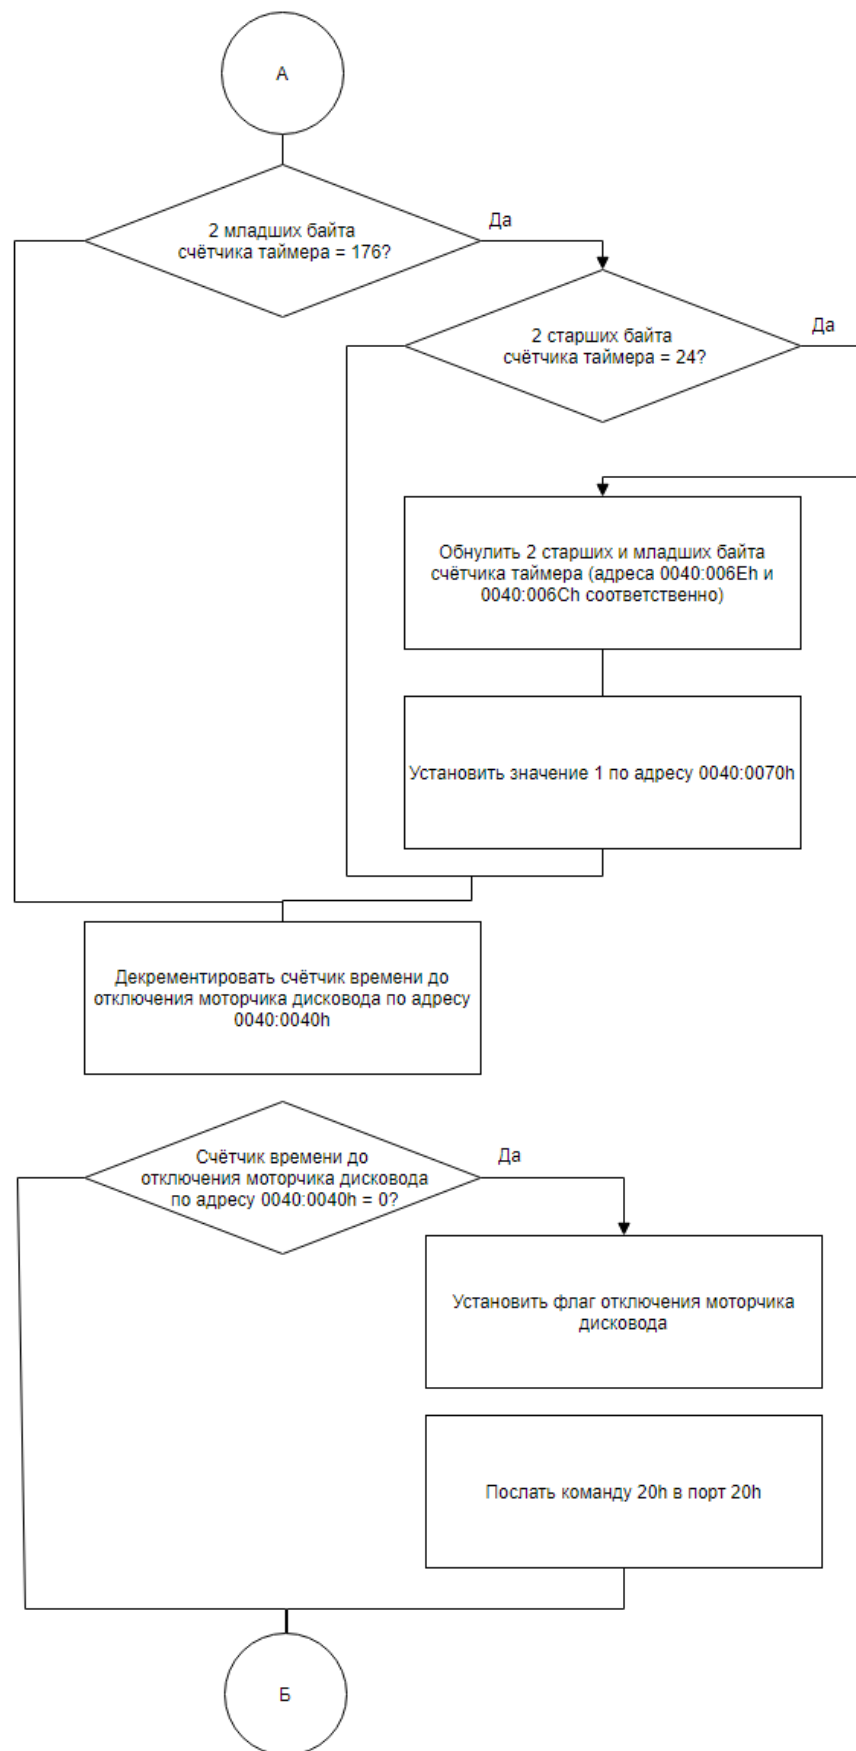 А
2 младших байта
счётчика таймера = 176?
Да
2 старших байта
счётчика таймера = 24?
Да
Обнулить 2 старших и младших байта
счётчика таймера (адреса 0040:006Eh и
0040:006Ch соответственно)
Установить значение 1 по адресу 0040:0070h
Декрементировать счётчик времени до
отключения моторчика дисковода по адресу
0040:0040h
Счётчик времени до
отключения моторчика дисковода
по адресу 0040:0040h = 0?
Да
Установить флаг отключения моторчика
дисковода
Послать команду 20h в порт 20h
Б